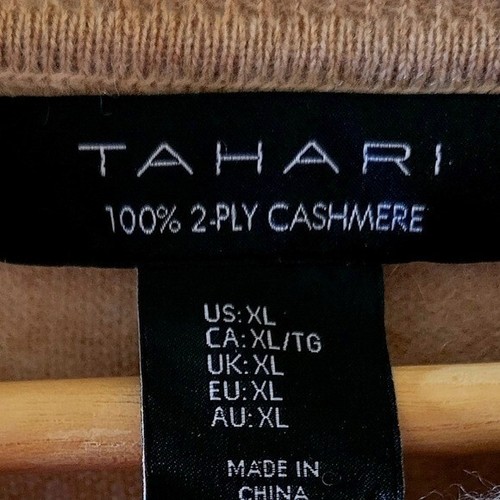 TAHARI
100% 2-PLY CASHMERE
US: XL
CA: XL/TG
UK: XL
EU: XL
AU: XL
MADE IN
CHINA